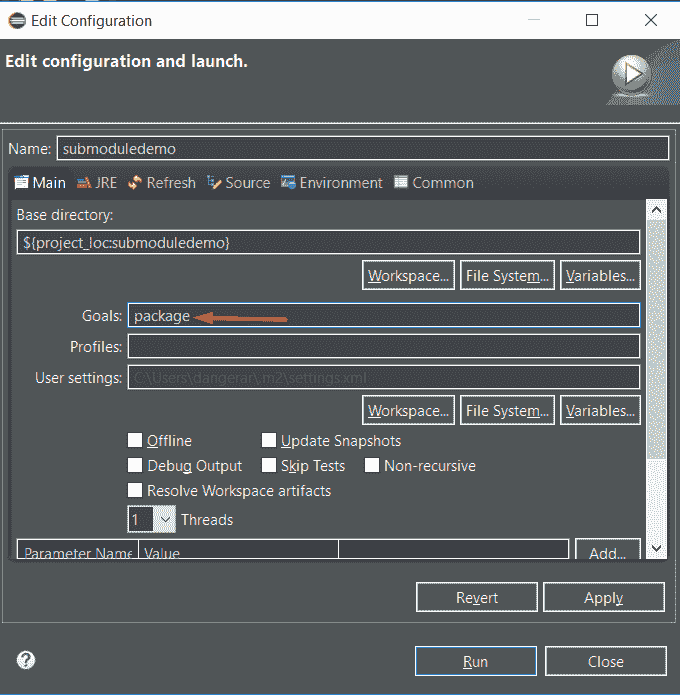 Edit Configuration
Edit configuration and launch.
Name: submoduledemo
Main JRE Refresh Source Environment Common
Base directory:
${project_loc:submoduledemo}
Workspace... File System... Variables...
Goals: package
Profiles:
User settings: C:\Users\dangerar\.m2\settings.xml
Workspace... File System... Variables...
Offline Update Snapshots
Debug Output Skip Tests Non-recursive
Resolve Workspace artifacts
1 Threads
Parameter Name Value Add...
Revert Apply
? Run Close